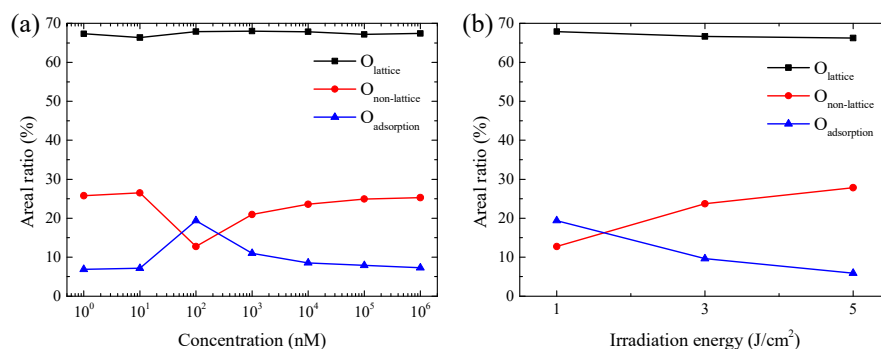 (a)
70
60
50
40
30
20
10
0
Areal ratio (%)
O_lattice
O_non-lattice
O_adsorption
10^0 10^1 10^2 10^3 10^4 10^5 10^6
Concentration (nM)
(b)
70
60
50
40
30
20
10
0
Areal ratio (%)
O_lattice
O_non-lattice
O_adsorption
1 3 5
Irradiation energy (J/cm²)